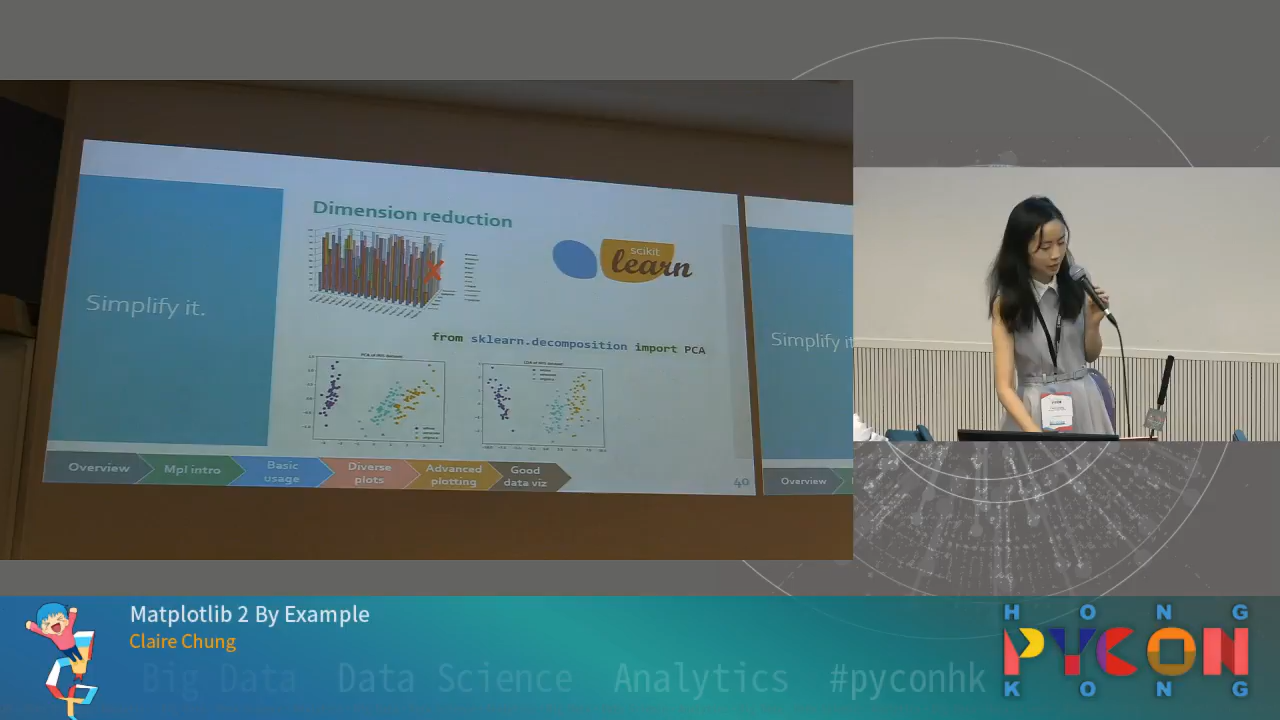 Dimension reduction
Simplify it.
scikit
learn
from sklearn.decomposition import PCA
Overview
Mpl intro
Basic
usage
Diverse
plots
Advanced
plotting
Good
data viz
40
Simplify it
Overview
Matplotlib 2 By Example
Claire Chung
Big Data Data Science Analytics #pyconhk
HONG
PYCON
KONG